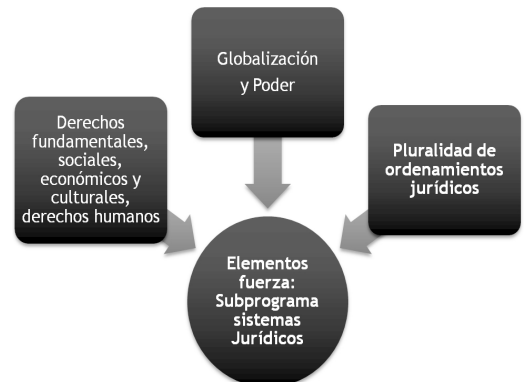 Globalización
y Poder
Derechos
fundamentales,
sociales,
económicos y
culturales,
derechos humanos
Pluralidad de
ordenamientos
jurídicos
Elementos
fuerza:
Subprograma
sistemas
Jurídicos